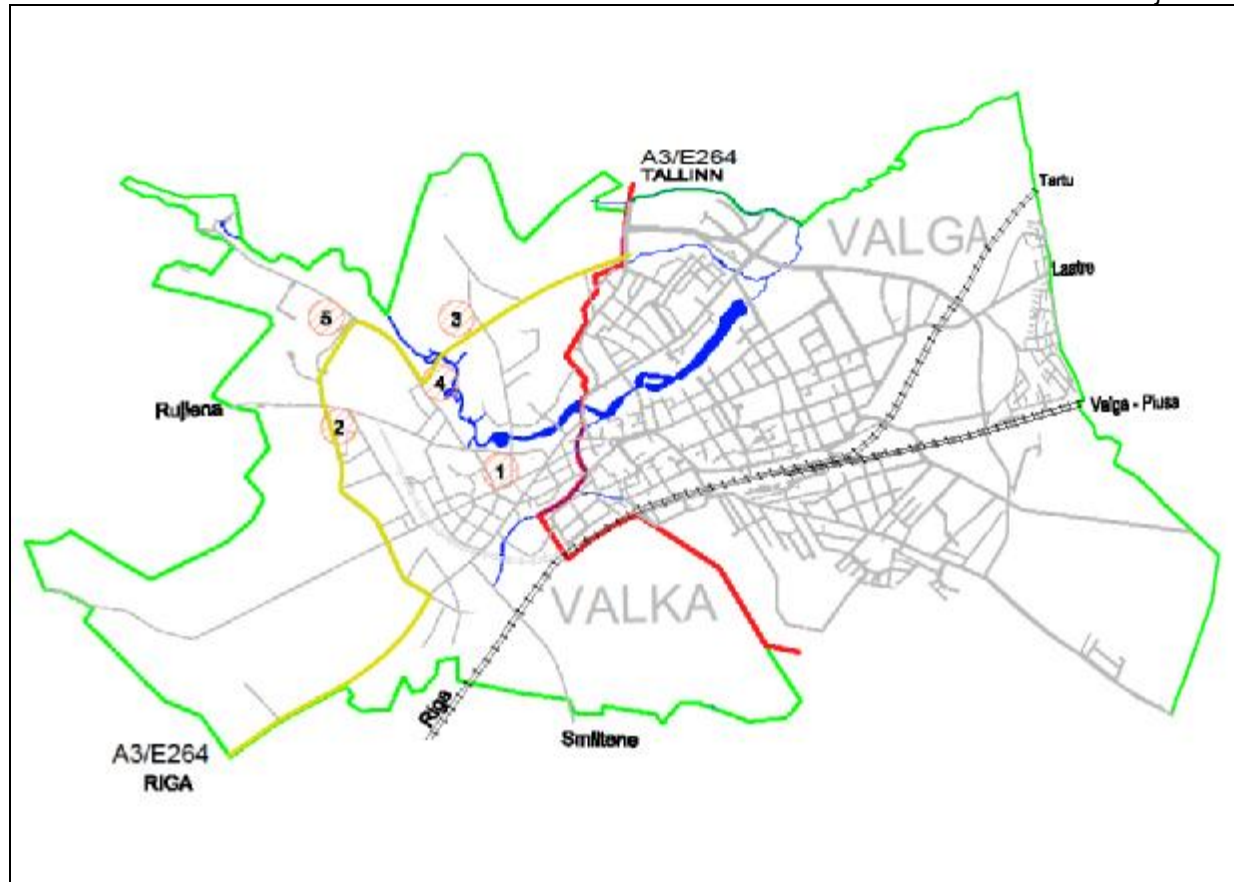 A3/E264
TALLINN
VALGA
Tartu
Lastre
5
3
4
Rujiena
2
Valga - Piusa
1
VALKA
Riga
Smiltene
A3/E264
RIGA